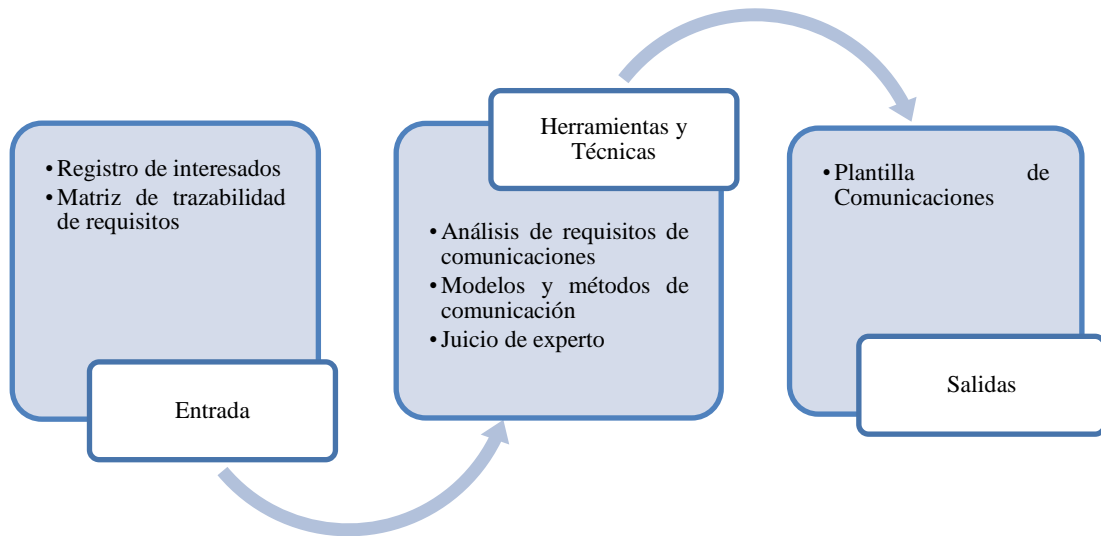 • Registro de interesados
• Matriz de trazabilidad
de requisitos
Entrada
Herramientas y
Técnicas
• Análisis de requisitos de
comunicaciones
• Modelos y métodos de
comunicación
• Juicio de experto
• Plantilla de
Comunicaciones
Salidas